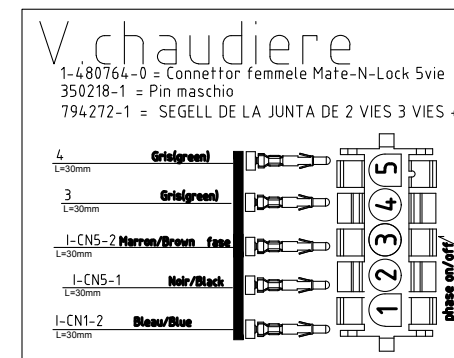 V.chaudiere
1-480764-0 = Connettor femmele Mate-N-Lock 5vie
350218-1 = Pin maschio
794272-1 = SEGELL DE LA JUNTA DE 2 VIES 3 VIES +
4 Gris(green)
L=30mm
3 Gris(green)
L=30mm
I-CN5-2 Marron/Brown fase
L=30mm
I-CN5-1 Noir/Black
L=30mm
I-CN1-2 Bleau/Blue
L=30mm
5
4
3
2
1
phase on/off